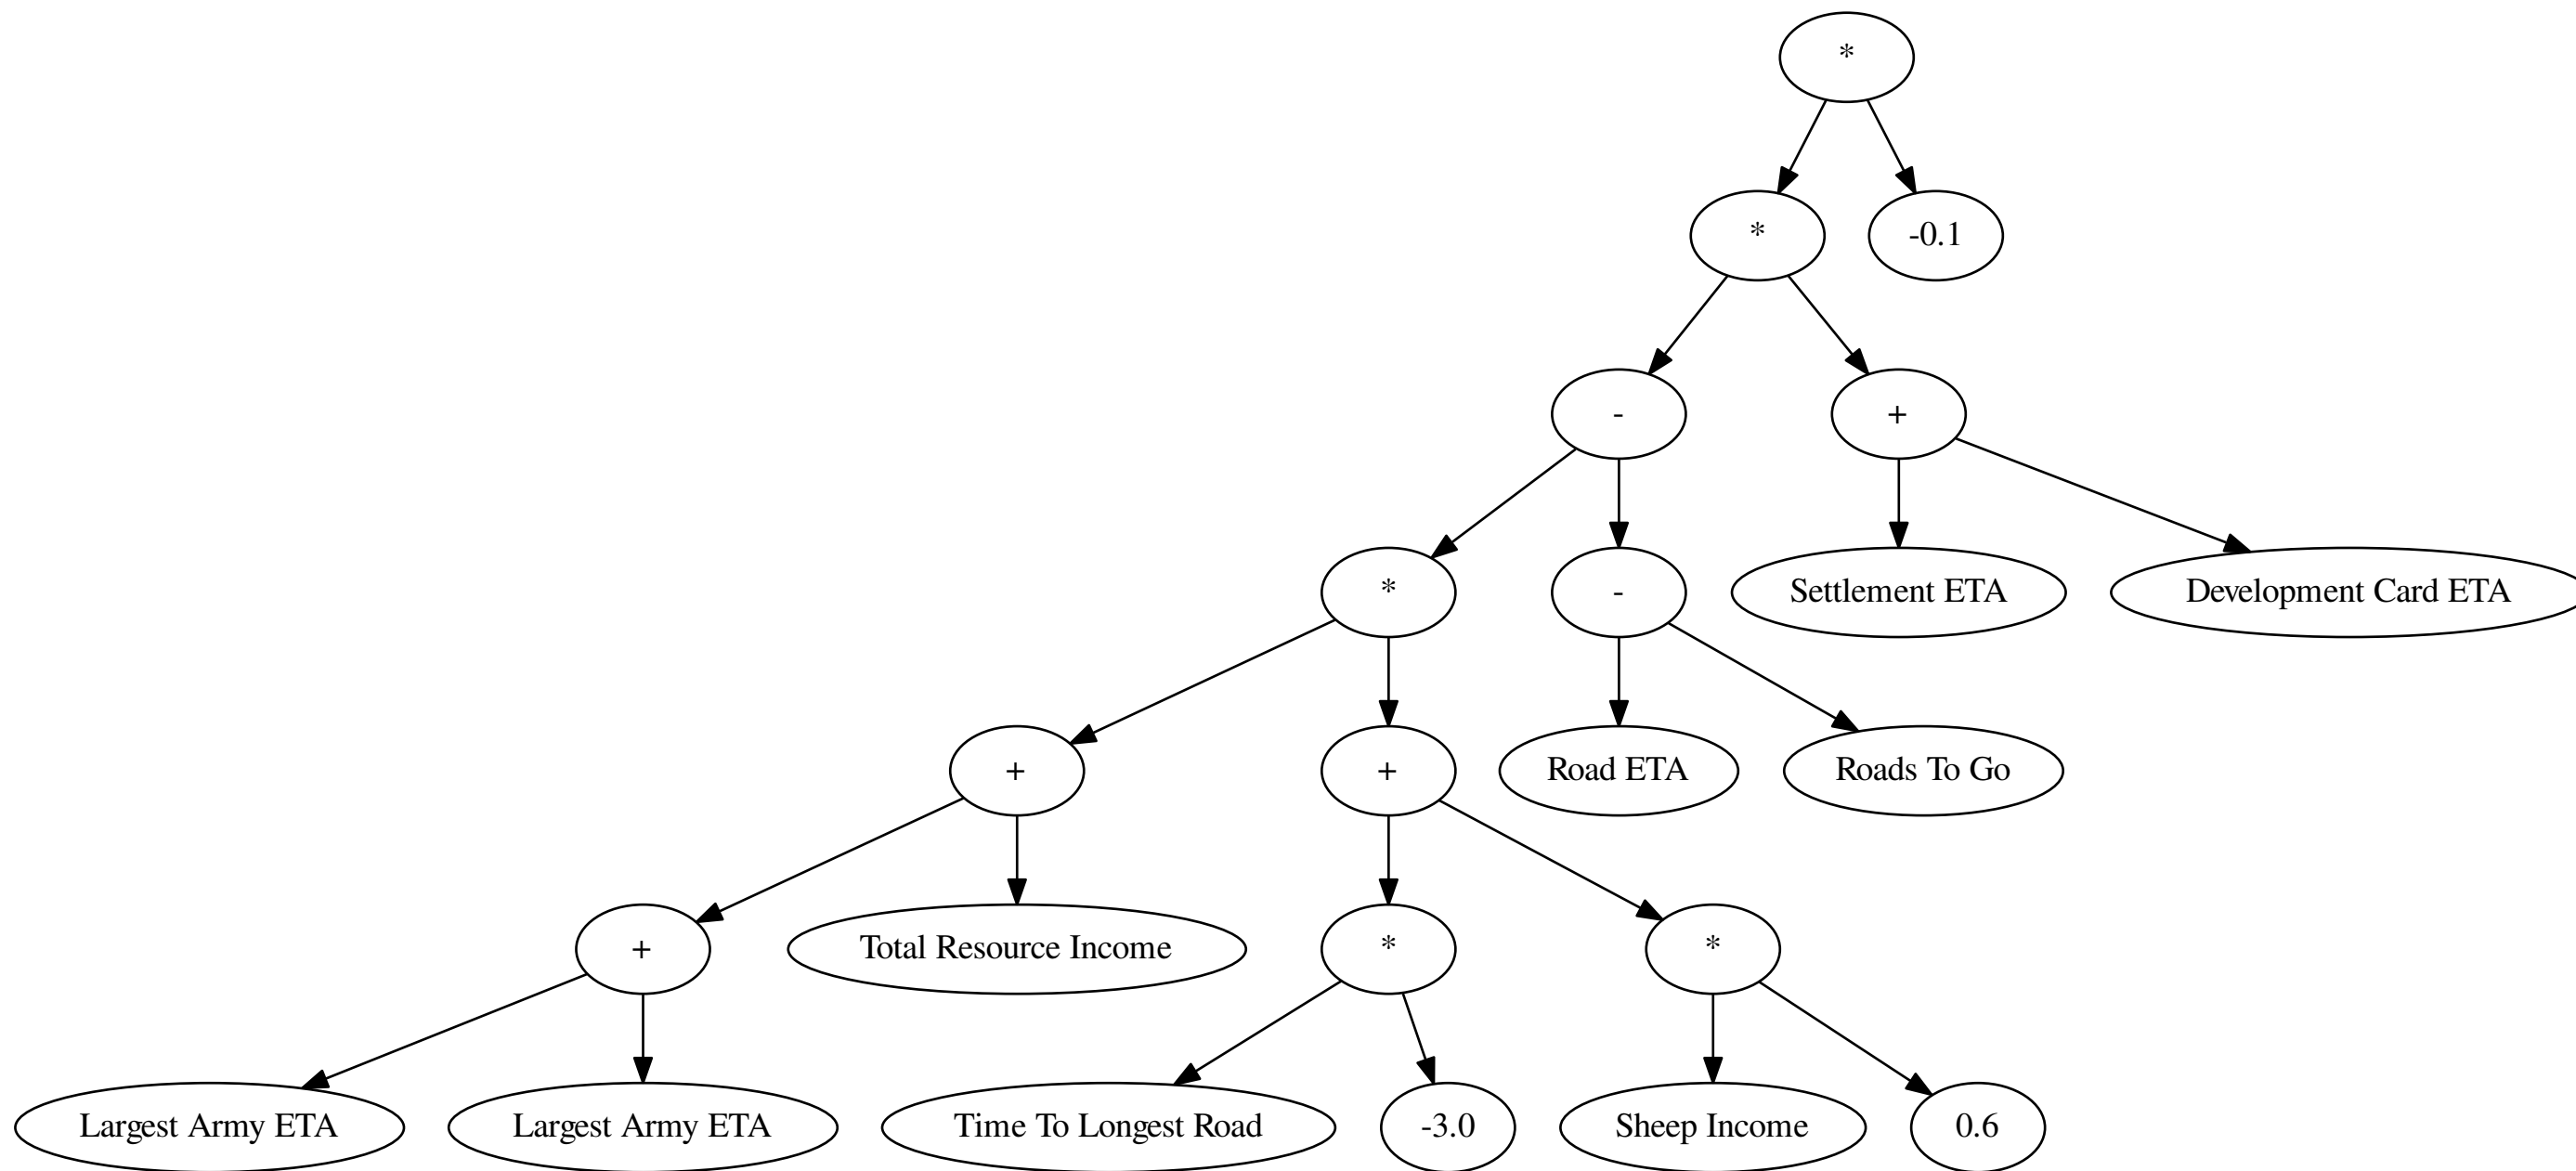 *
*
-0.1
-
+
*
-
Settlement ETA
Development Card ETA
+
+
Road ETA
Roads To Go
+
Total Resource Income
*
*
Largest Army ETA
Largest Army ETA
Time To Longest Road
-3.0
Sheep Income
0.6